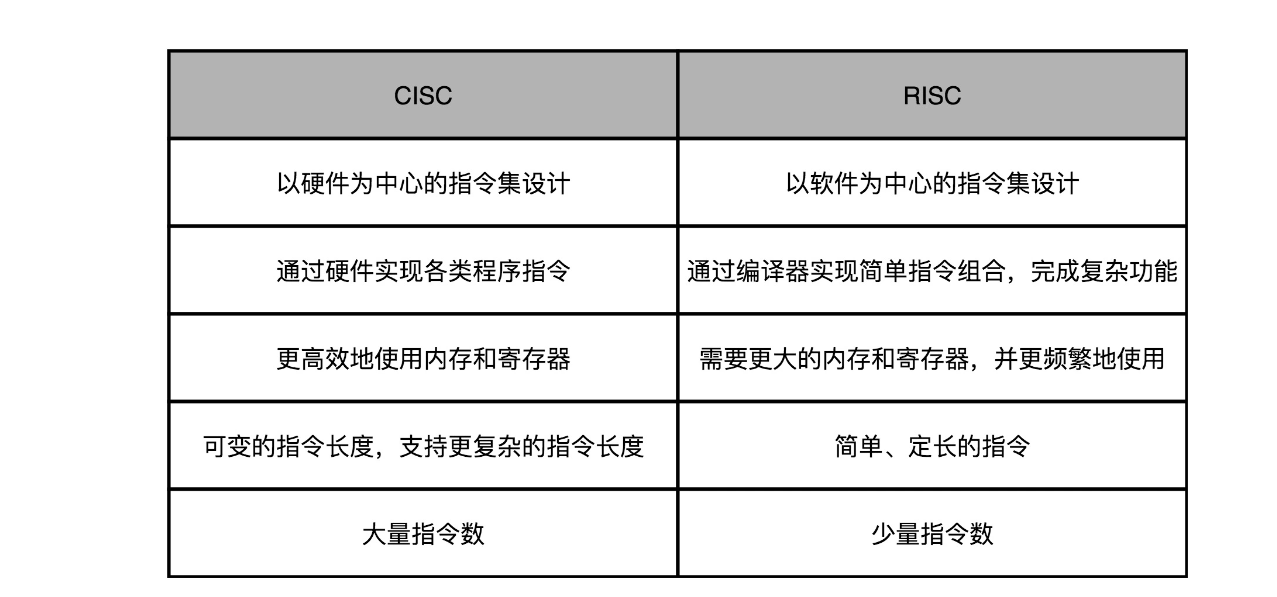 CISC
RISC
以硬件为中心的指令集设计
以软件为中心的指令集设计
通过硬件实现各类程序指令
通过编译器实现简单指令组合，完成复杂功能
更高效地使用内存和寄存器
需要更大的内存和寄存器，并更频繁地使用
可变的指令长度，支持更复杂的指令长度
简单、定长的指令
大量指令数
少量指令数